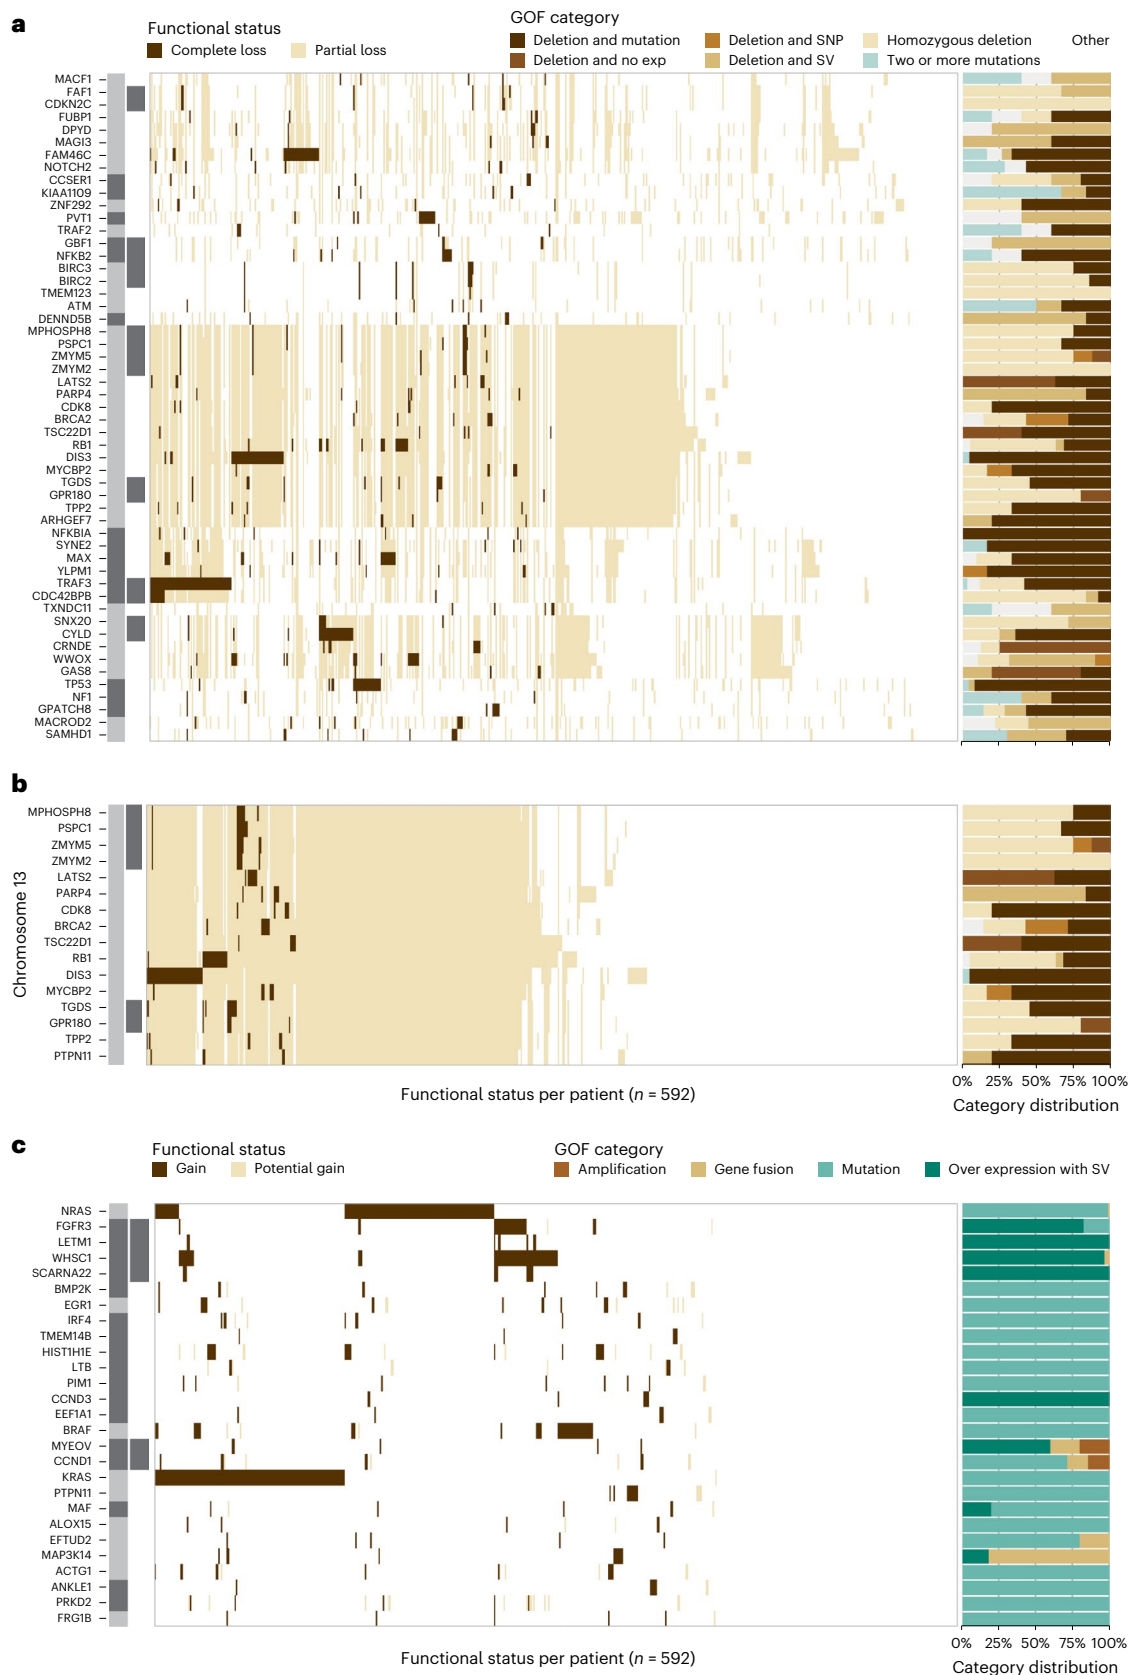 a
Functional status
Complete loss
Partial loss
GOF category
Deletion and mutation
Deletion and SNP
Homozygous deletion
Other
Deletion and no exp
Deletion and SV
Two or more mutations
MACF1
FAF1
CDKN2C
FUBP1
DPYD
MAGI3
FAM46C
NOTCH2
CCSER1
KIAA1109
ZNF292
PVT1
TRAF2
GBF1
NFKB2
BIRC3
BIRC2
TMEM123
ATM
DENND5B
MPHOSPH8
PSPC1
ZMYM5
ZMYM2
LATS2
PARP4
CDK8
BRCA2
TSC22D1
RB1
DIS3
MYCBP2
TGDS
GPR180
TPP2
ARHGEF7
NFKBIA
SYNE2
MAX
YLPM1
TRAF3
CDC42BPB
TXNDC11
SNX20
CYLD
CRNDE
WWOX
GAS8
TP53
NF1
GPATCH8
MACROD2
SAMHD1
b
Chromosome 13
MPHOSPH8
PSPC1
ZMYM5
ZMYM2
LATS2
PARP4
CDK8
BRCA2
TSC22D1
RB1
DIS3
MYCBP2
TGDS
GPR180
TPP2
PTPN11
0% 25% 50% 75% 100%
Functional status per patient (n = 592)
Category distribution
c
Functional status
Gain
Potential gain
GOF category
Amplification
Gene fusion
Mutation
Over expression with SV
NRAS
FGFR3
LETM1
WHSC1
SCARNA22
BMP2K
EGR1
IRF4
TMEM14B
HIST1H1E
LTB
PIM1
CCND3
EEF1A1
BRAF
MYEOV
CCND1
KRAS
PTPN11
MAF
ALOX15
EFTUD2
MAP3K14
ACTG1
ANKLE1
PRKD2
FRG1B
0% 25% 50% 75% 100%
Functional status per patient (n = 592)
Category distribution